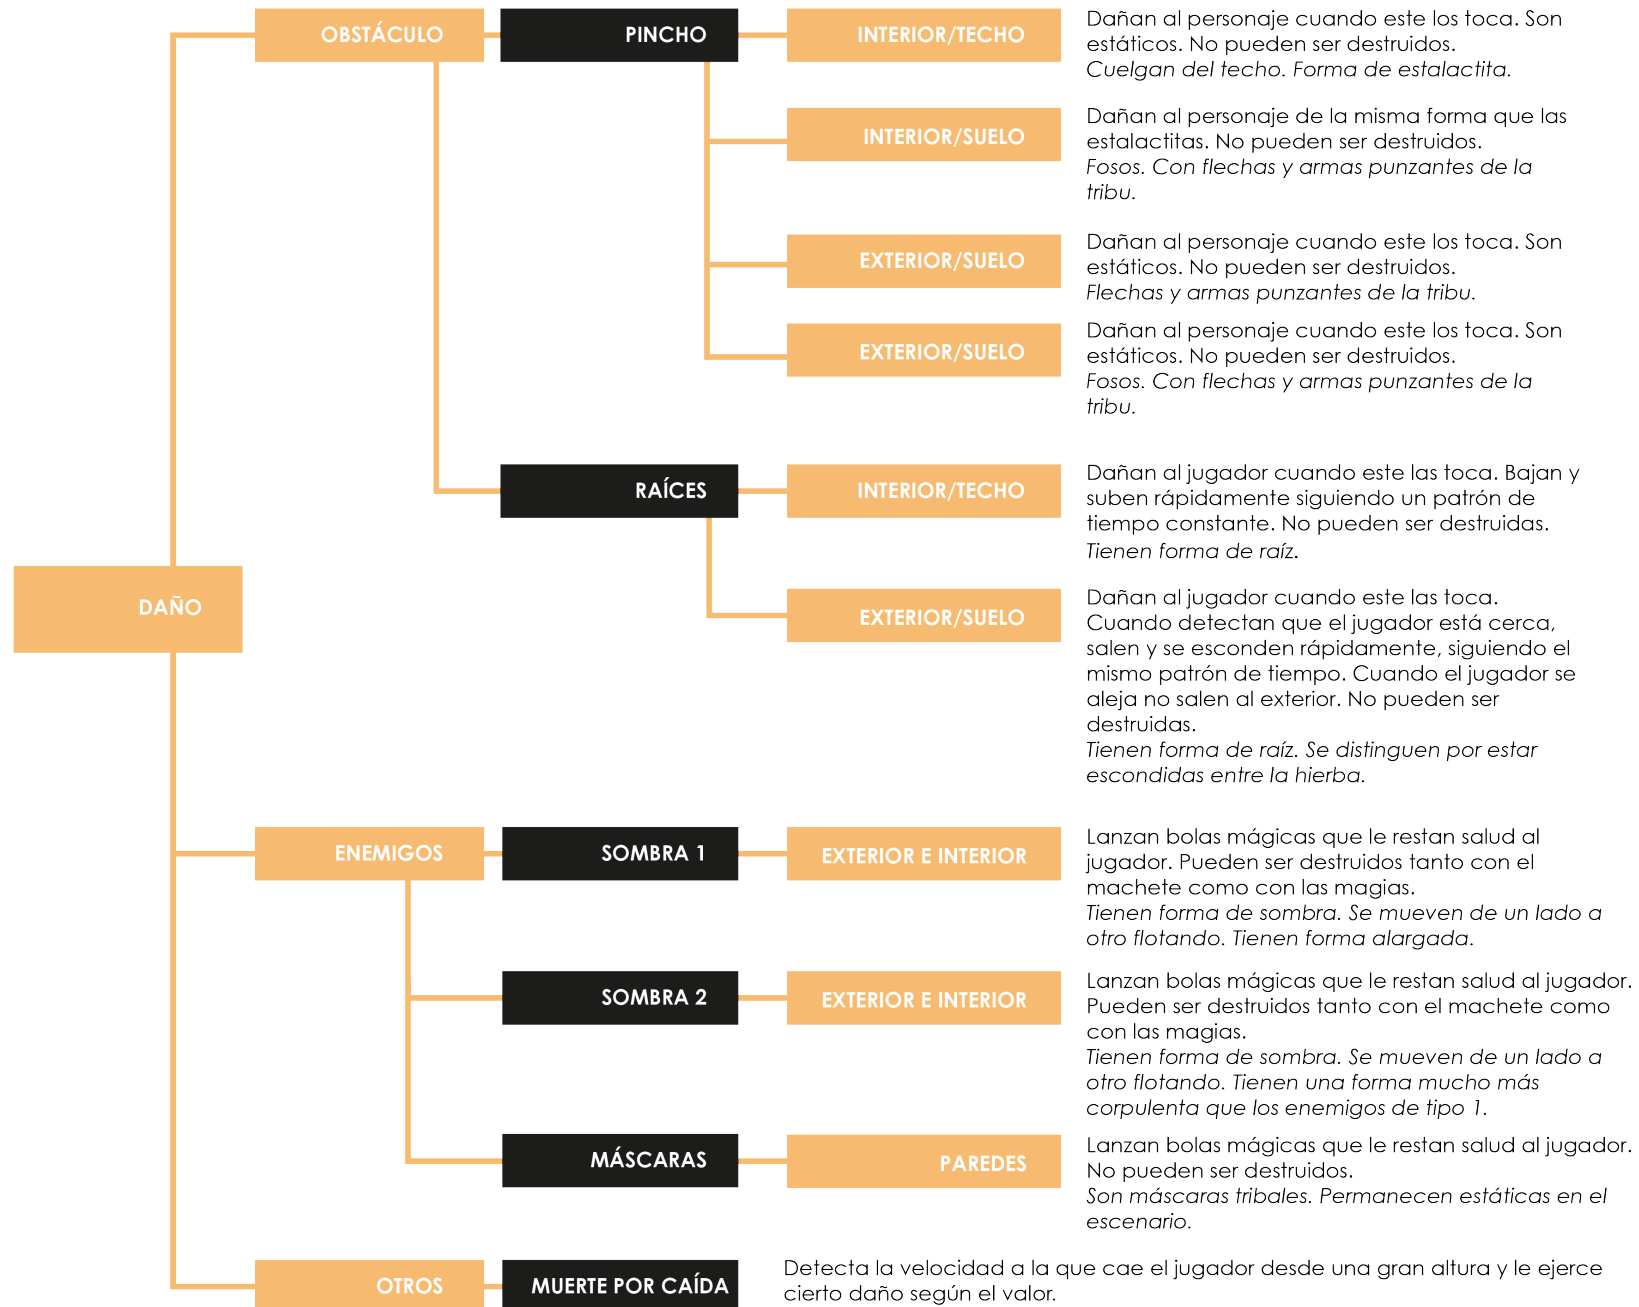 OBSTÁCULO
PINCHO
INTERIOR/TECHO
Dañan al personaje cuando este los toca. Son
estáticos. No pueden ser destruidos.
Cuelgan del techo. Forma de estalactita.
INTERIOR/SUELO
Dañan al personaje de la misma forma que las
estalactitas. No pueden ser destruidos.
Fosos. Con flechas y armas punzantes de la
tribu.
EXTERIOR/SUELO
Dañan al personaje cuando este los toca. Son
estáticos. No pueden ser destruidos.
Flechas y armas punzantes de la tribu.
EXTERIOR/SUELO
Dañan al personaje cuando este los toca. Son
estáticos. No pueden ser destruidos.
Fosos. Con flechas y armas punzantes de la
tribu.
RAÍCES
INTERIOR/TECHO
Dañan al jugador cuando este las toca. Bajan y
suben rápidamente siguiendo un patrón de
tiempo constante. No pueden ser destruidas.
Tienen forma de raíz.
DAÑO
EXTERIOR/SUELO
Dañan al jugador cuando este las toca.
Cuando detectan que el jugador está cerca,
salen y se esconden rápidamente, siguiendo el
mismo patrón de tiempo. Cuando el jugador se
aleja no salen al exterior. No pueden ser
destruidas.
Tienen forma de raíz. Se distinguen por estar
escondidas entre la hierba.
ENEMIGOS
SOMBRA 1
EXTERIOR E INTERIOR
Lanzan bolas mágicas que le restan salud al
jugador. Pueden ser destruidos tanto con el
machete como con las magias.
Tienen forma de sombra. Se mueven de un lado a
otro flotando. Tienen forma alargada.
SOMBRA 2
EXTERIOR E INTERIOR
Lanzan bolas mágicas que le restan salud al jugador.
Pueden ser destruidos tanto con el machete como
con las magias.
Tienen forma de sombra. Se mueven de un lado a
otro flotando. Tienen una forma mucho más
corpulenta que los enemigos de tipo 1.
MÁSCARAS
PAREDES
Lanzan bolas mágicas que le restan salud al jugador.
No pueden ser destruidos.
Son máscaras tribales. Permanecen estáticas en el
escenario.
OTROS
MUERTE POR CAÍDA
Detecta la velocidad a la que cae el jugador desde una gran altura y le ejerce
cierto daño según el valor.